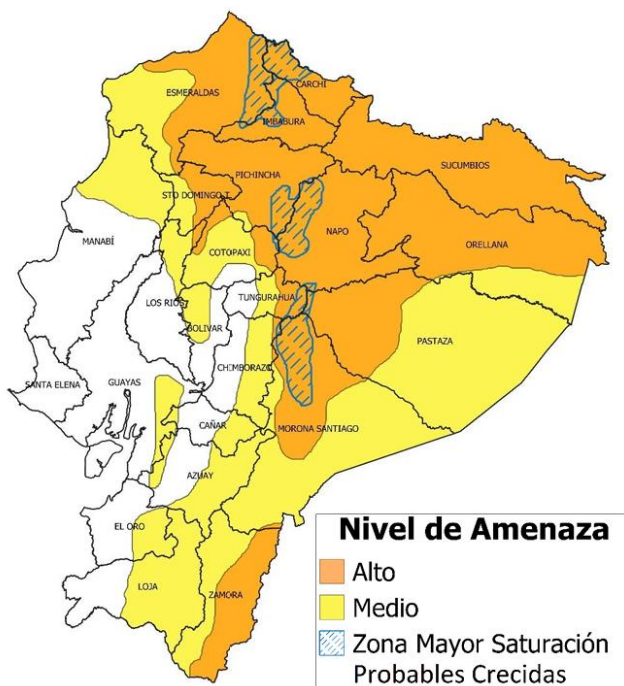 CARCHI
ESMERALDAS
IMBABURA
SUCUMBIOS
PICHINCHA
STO DOMINGO T.
NAPO
MANABÍ
COTOPAXI
ORELLANA
LOS RIOS
TUNGURAHUA
BOLIVAR
PASTAZA
CHIMBORAZO
SANTA ELENA
GUAYAS
CAÑAR
MORONA SANTIAGO
AZUAY
EL ORO
LOJA
ZAMORA
Nivel de Amenaza
Alto
Medio
Zona Mayor Saturación
Probables Crecidas